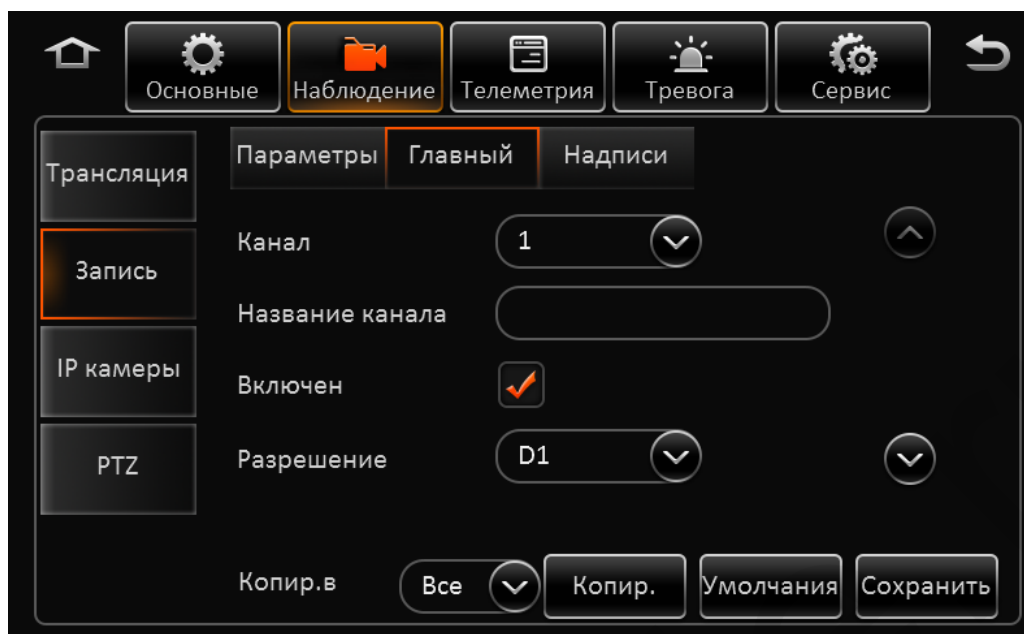 Основные Наблюдение Телеметрия Тревога Сервис
Параметры Главный Надписи
Трансляция
Канал 1
Запись
Название канала
IP камеры
Включен
PTZ
Разрешение D1
Копир.в Все Копир. Умолчания Сохранить